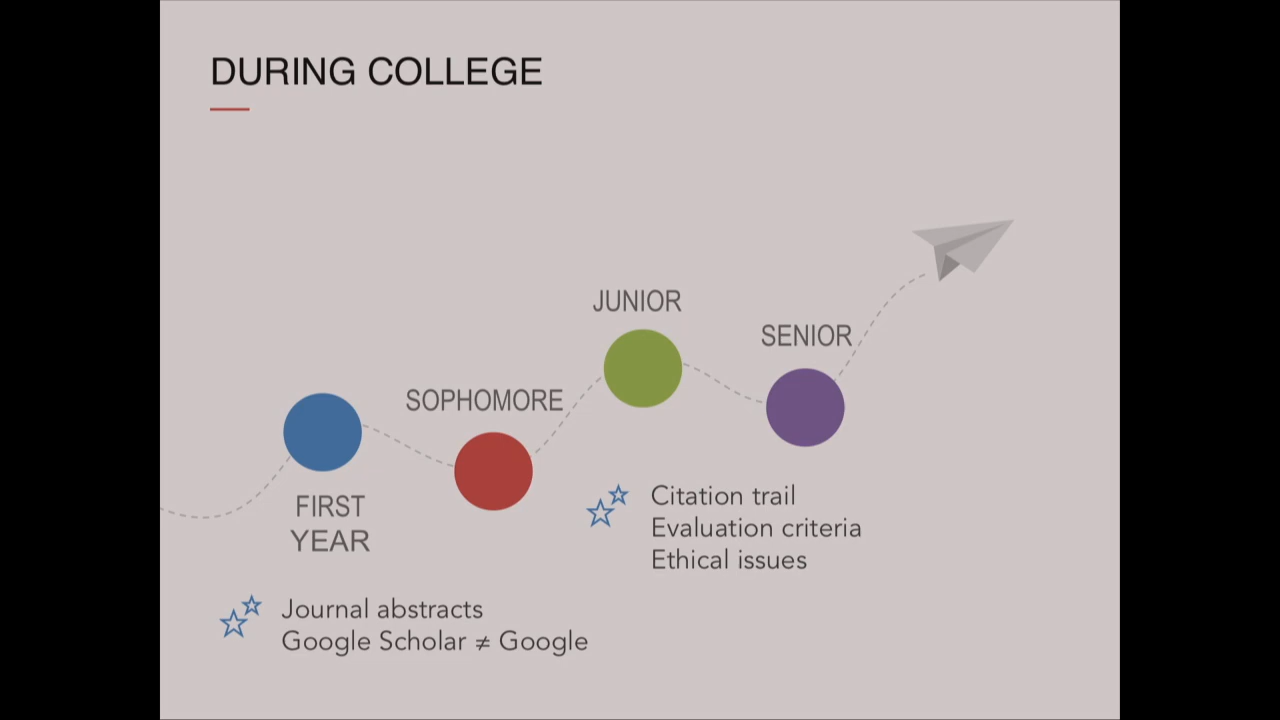 DURING COLLEGE
JUNIOR
SENIOR
SOPHOMORE
FIRST
YEAR
Citation trail
Evaluation criteria
Ethical issues
Journal abstracts
Google Scholar ≠ Google